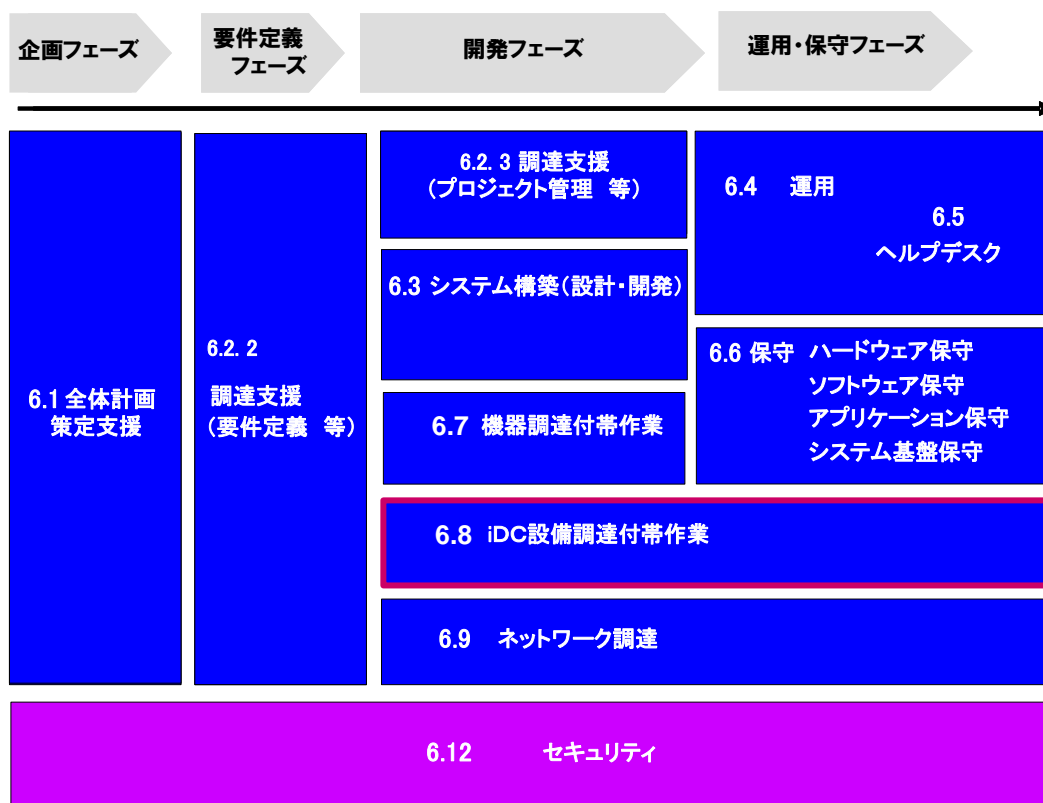 企画フェーズ
要件定義
フェーズ
開発フェーズ
運用・保守フェーズ
6.1 全体計画
策定支援
6.2. 2
調達支援
（要件定義　等）
6.2. 3 調達支援
（プロジェクト管理　等）
6.3 システム構築（設計・開発）
6.7 機器調達付帯作業
6.4 運用
6.5
ヘルプデスク
6.6 保守 ハードウェア保守
ソフトウェア保守
アプリケーション保守
システム基盤保守
6.8 iDC設備調達付帯作業
6.9 ネットワーク調達
6.12 セキュリティ